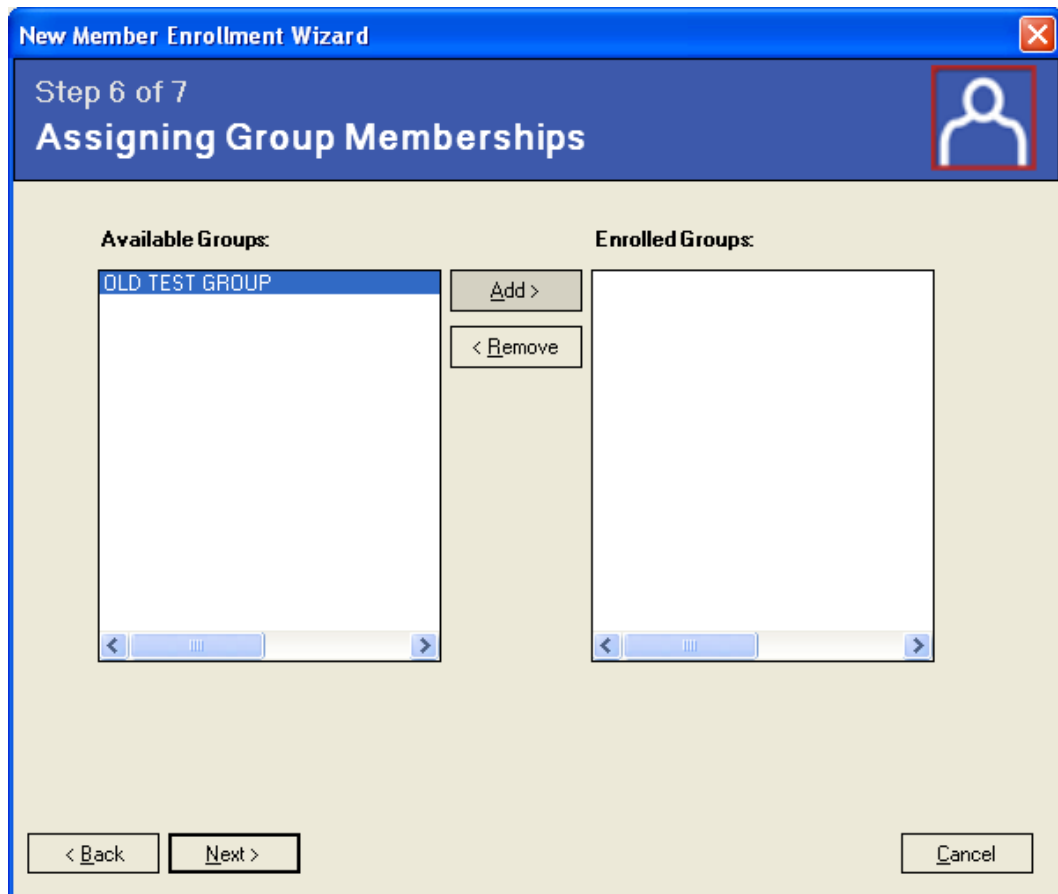 New Member Enrollment Wizard
Step 6 of 7
Assigning Group Memberships
Available Groups:
Enrolled Groups:
OLD TEST GROUP
Add >
< Remove
< Back
Next >
Cancel